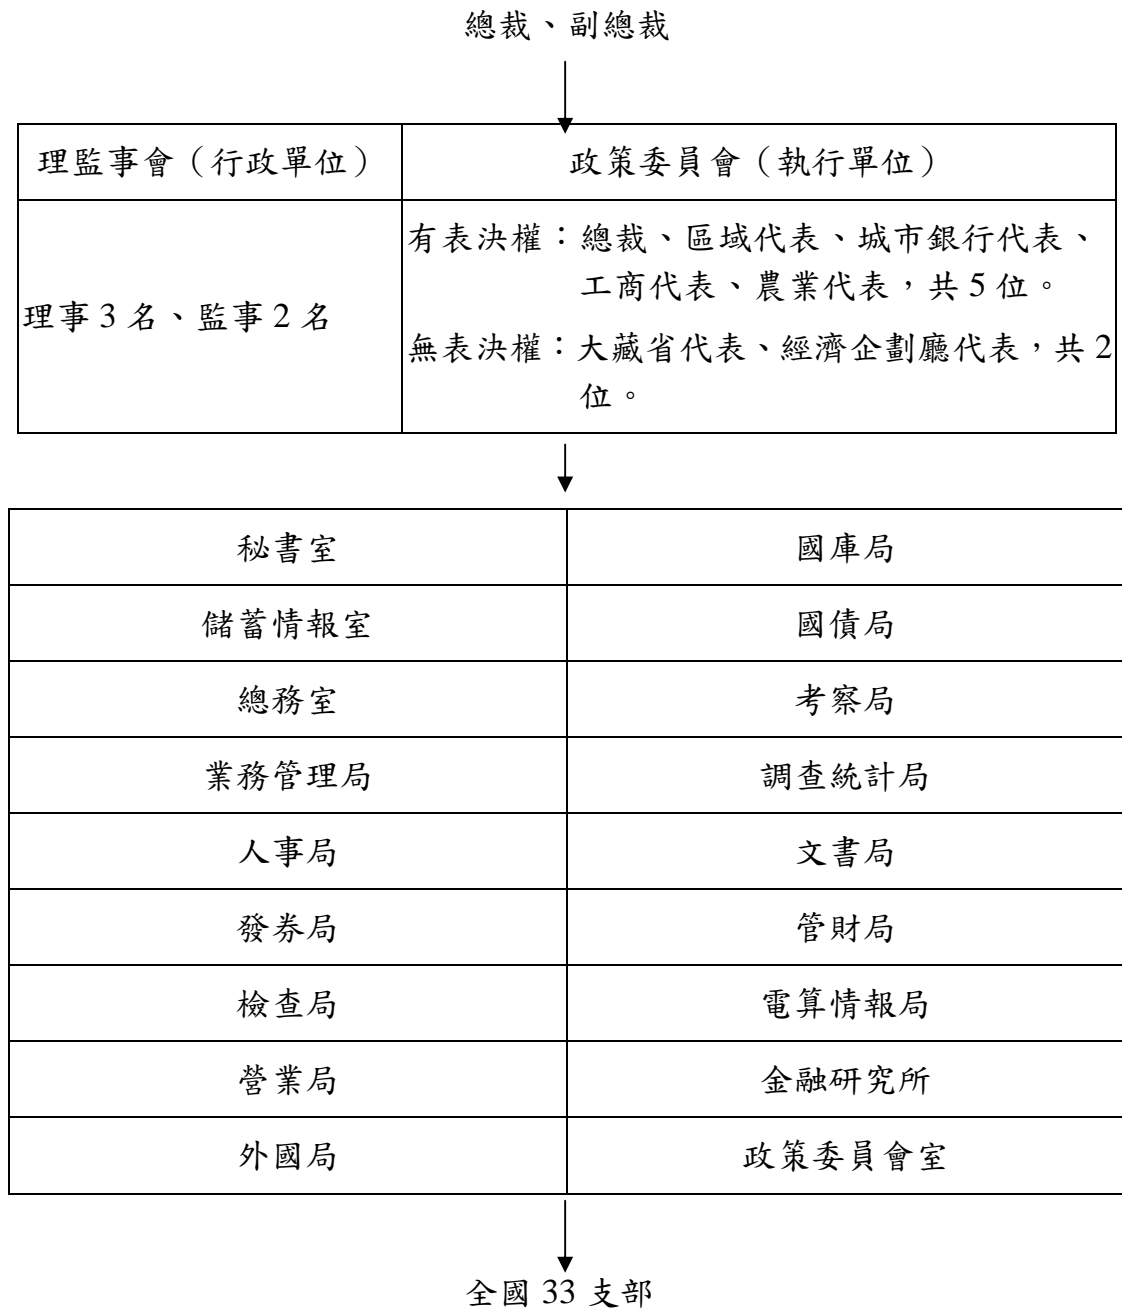 總裁、副總裁
理監事會（行政單位）
政策委員會（執行單位）
理事 3 名、監事 2 名
有表決權：總裁、區域代表、城市銀行代表、
工商代表、農業代表，共 5 位。
無表決權：大藏省代表、經濟企劃廳代表，共 2
位。
秘書室
國庫局
儲蓄情報室
國債局
總務室
考察局
業務管理局
調查統計局
人事局
文書局
發券局
管財局
檢查局
電算情報局
營業局
金融研究所
外國局
政策委員會室
全國 33 支部